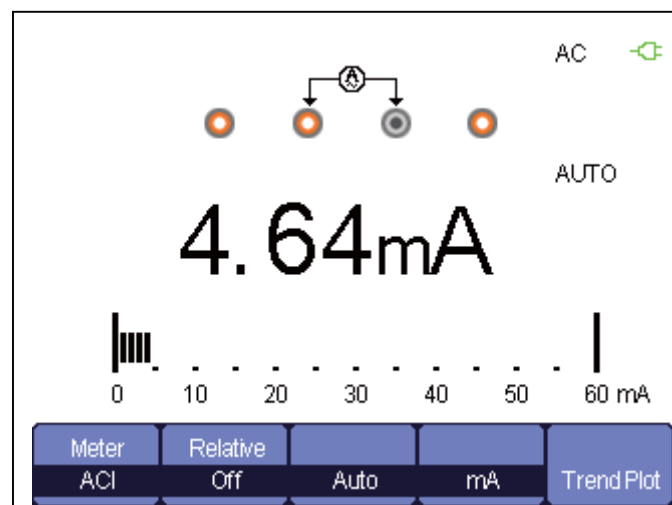 AC
A
AUTO
4.64mA
0 10 20 30 40 50 60 mA
Meter Relative
ACI Off Auto mA Trend Plot